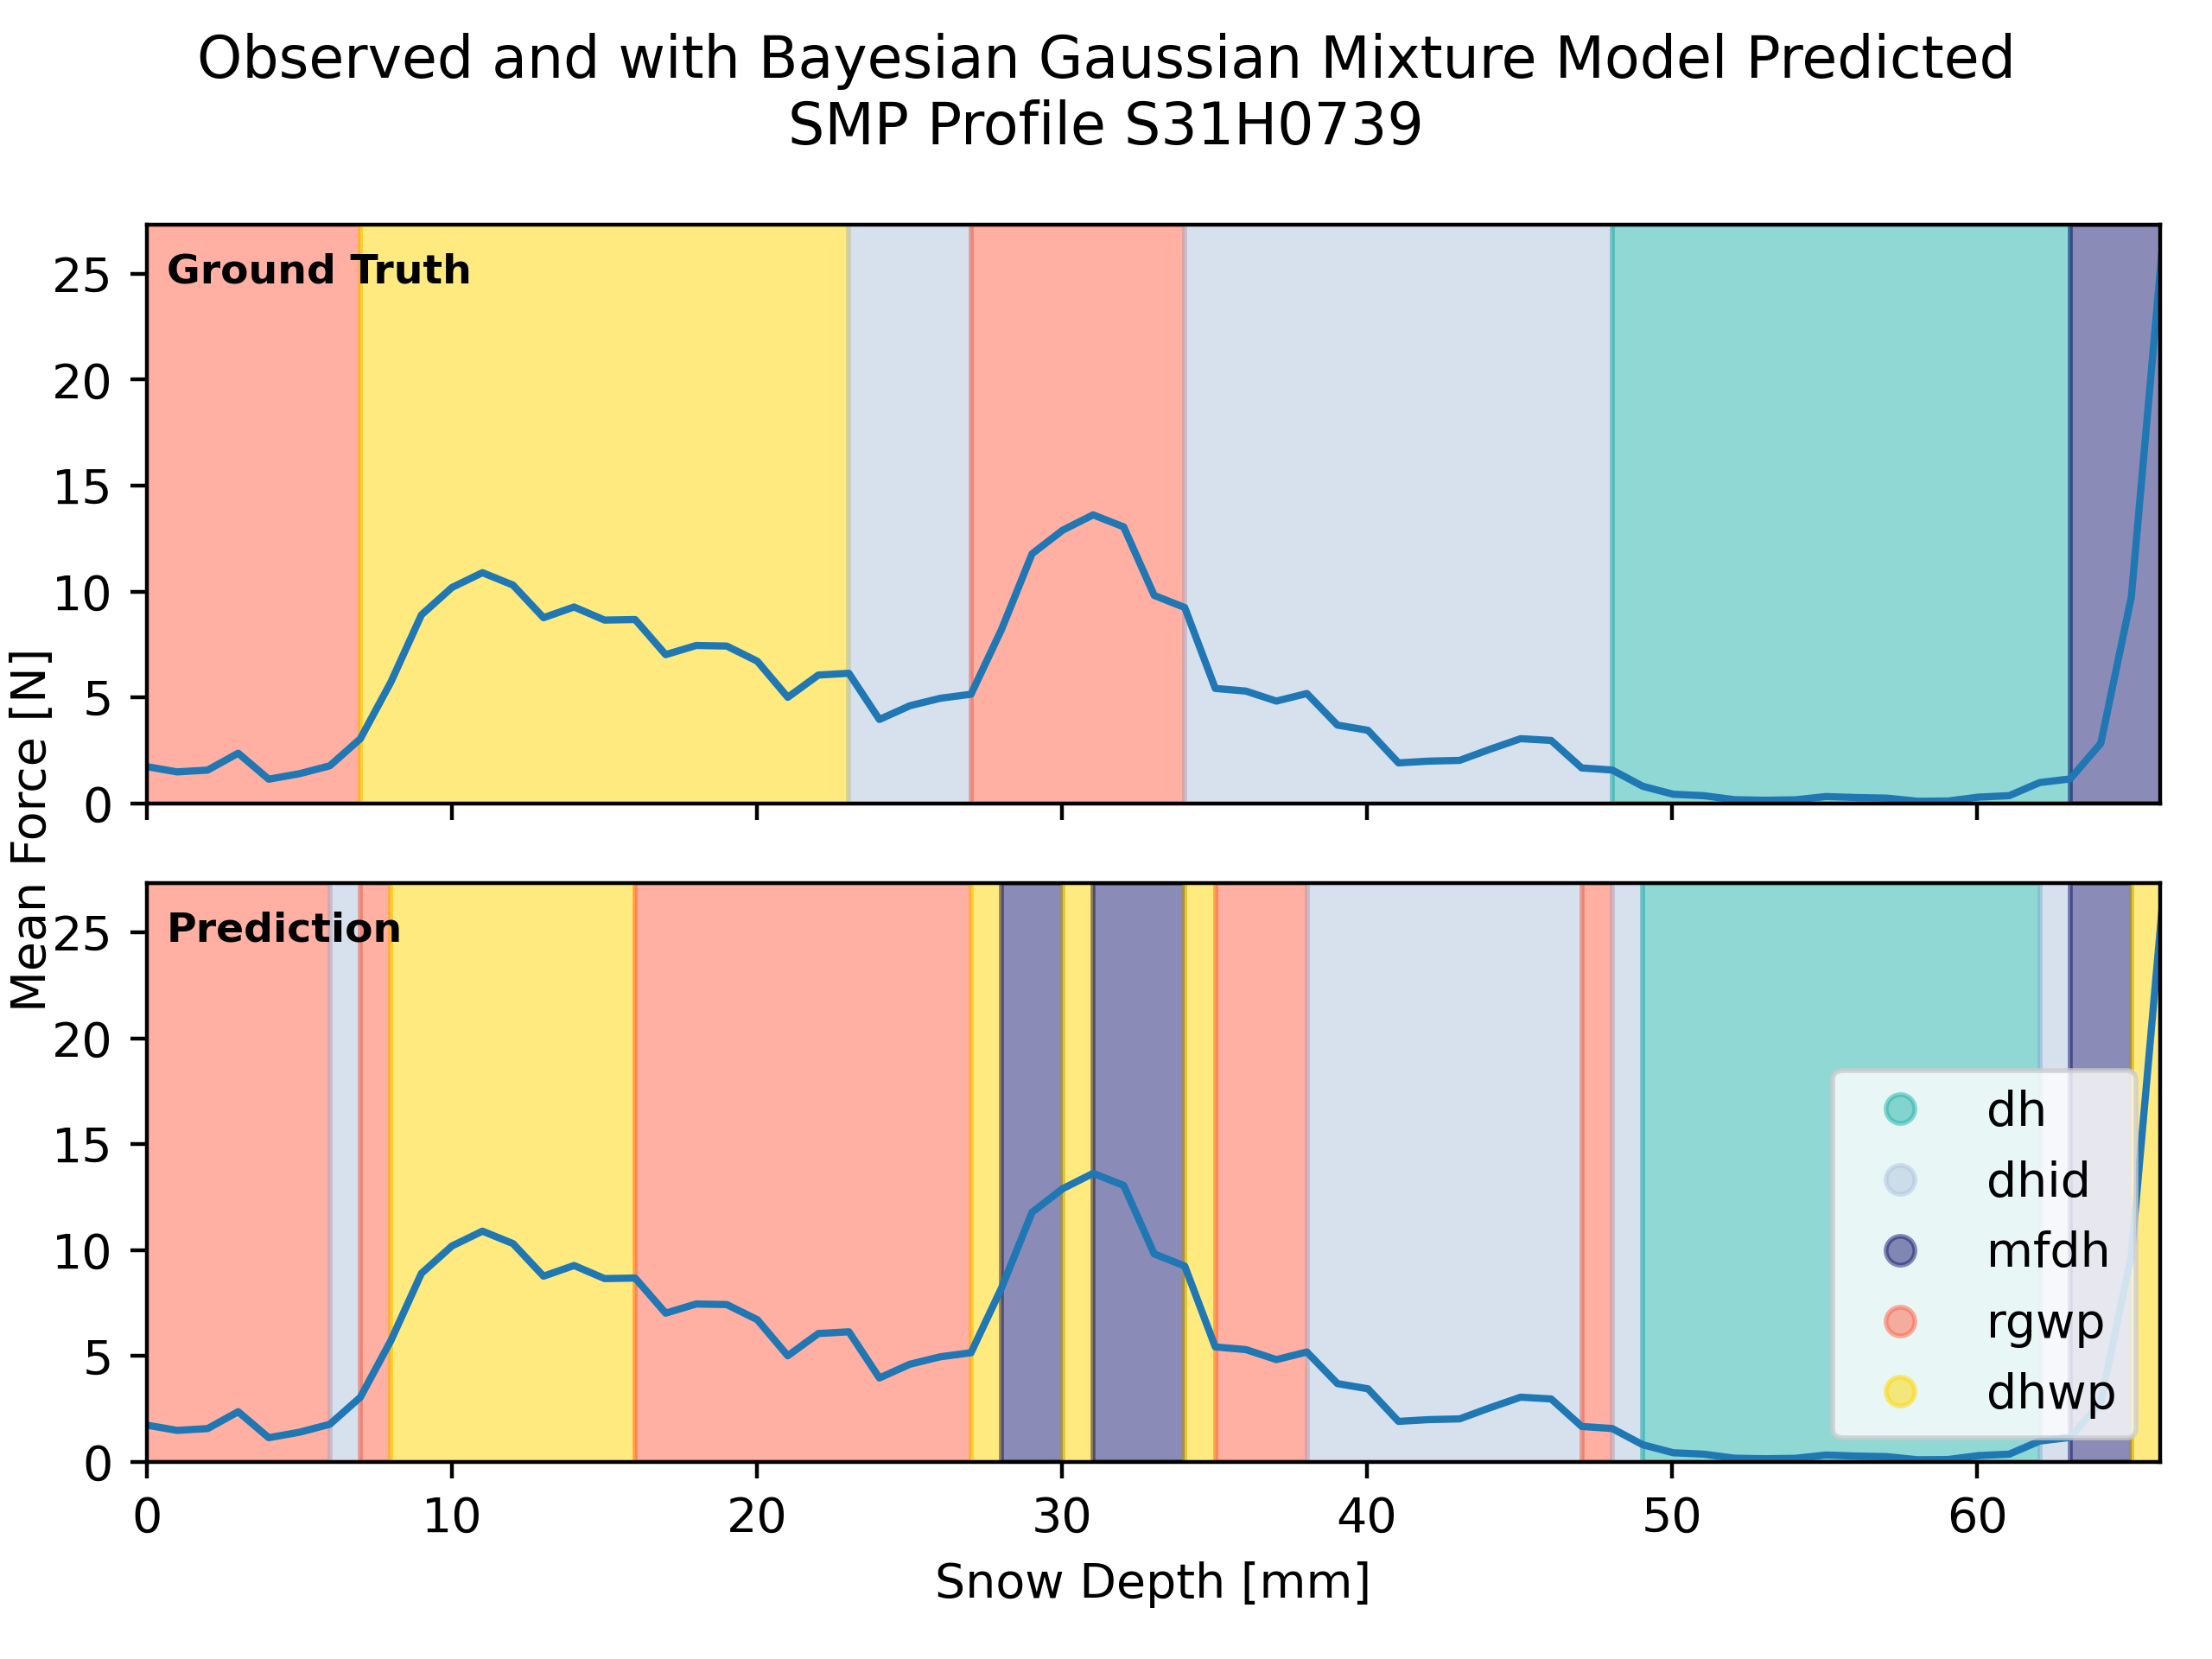 Observed and with Bayesian Gaussian Mixture Model Predicted
SMP Profile S31H0739
Ground Truth
25
20
15
10
5
0
Mean Force [N]
Prediction
25
20
15
10
5
0
dh
dhid
mfdh
rgwp
dhwp
0 10 20 30 40 50 60
Snow Depth [mm]